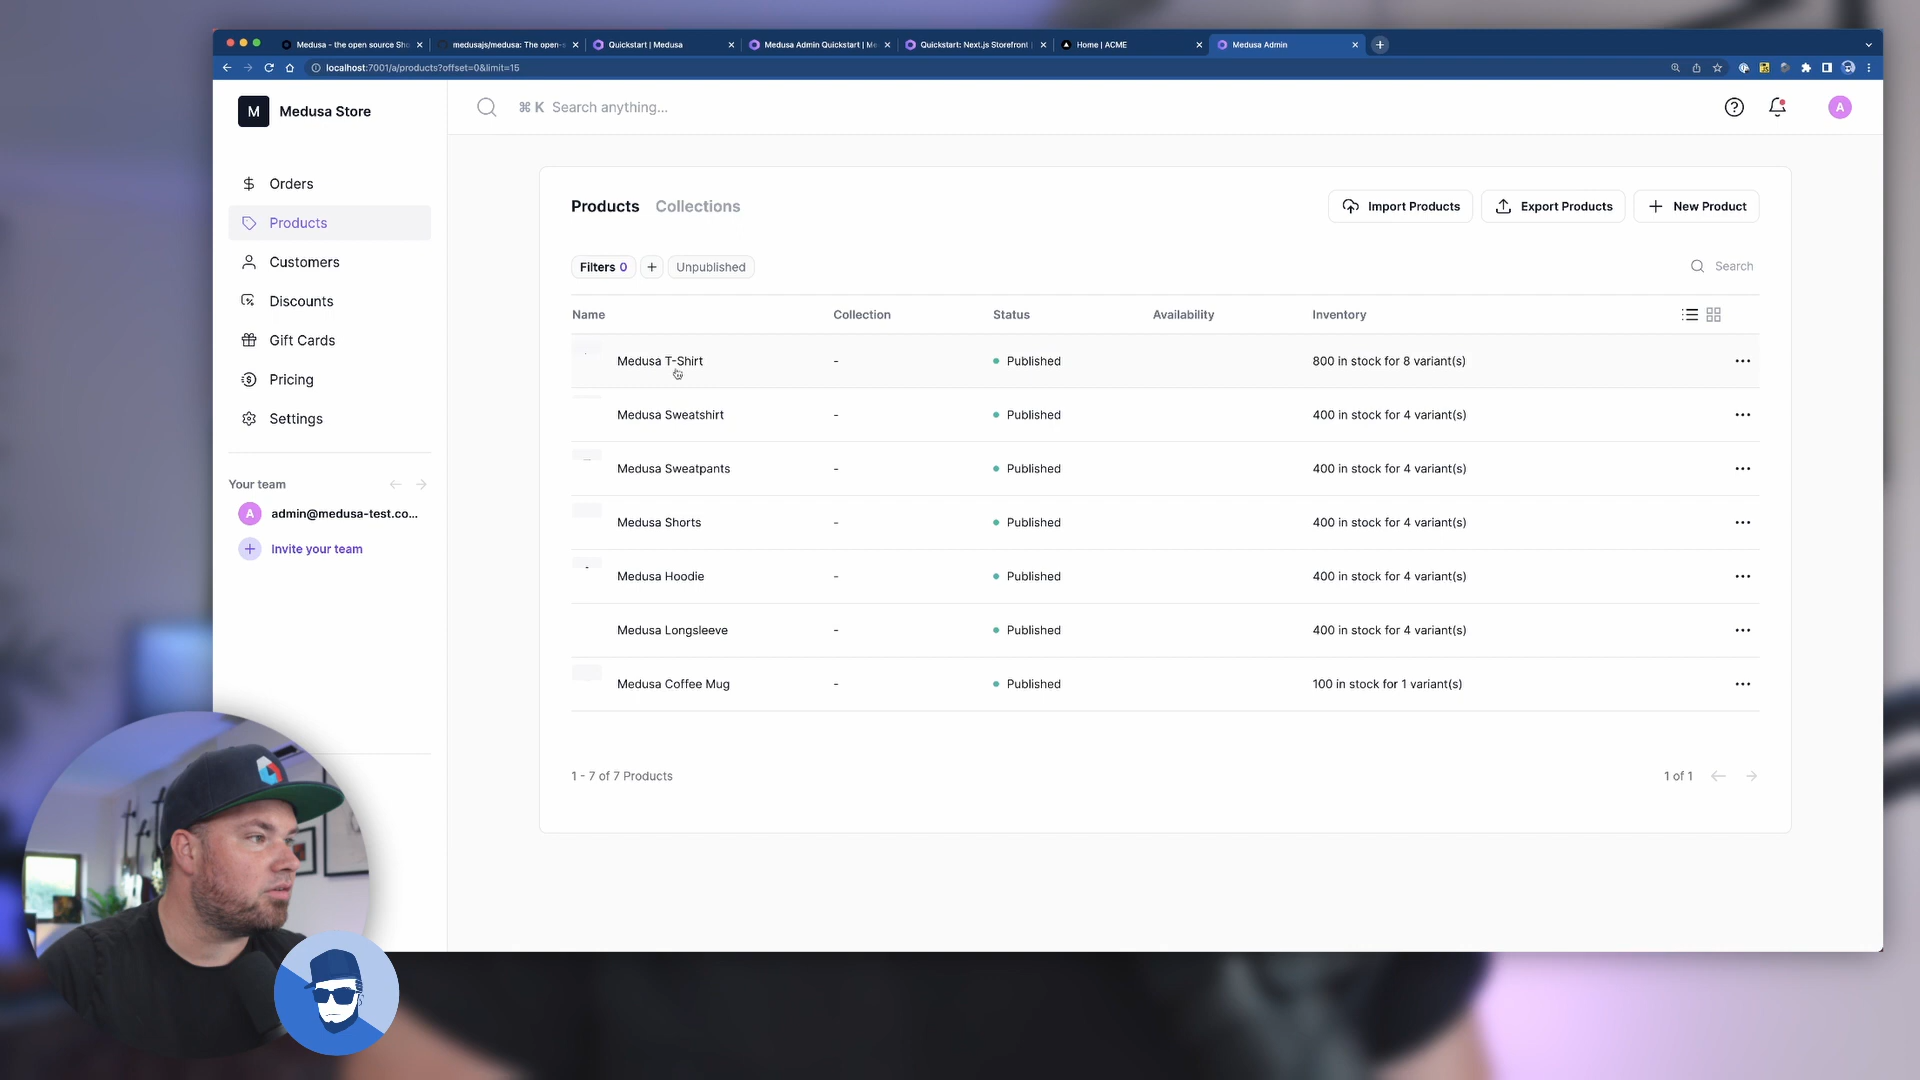 Medusa - the open source Sh
medusajs/medusa: The open-s
Quickstart | Medusa
Medusa Admin Quickstart | M
Quickstart: Next.js Storefront |
Home | ACME
Medusa Admin
localhost:7001/a/products?offset=0&limit=15
M Medusa Store
⌘ K Search anything...
A
Orders
Products
Customers
Discounts
Gift Cards
Pricing
Settings
Your team
A admin@medusa-test.co...
Invite your team
Products Collections
Import Products
Export Products
New Product
Filters 0
Unpublished
Search
Name Collection Status Availability Inventory
Medusa T-Shirt - Published 800 in stock for 8 variant(s)
Medusa Sweatshirt - Published 400 in stock for 4 variant(s)
Medusa Sweatpants - Published 400 in stock for 4 variant(s)
Medusa Shorts - Published 400 in stock for 4 variant(s)
Medusa Hoodie - Published 400 in stock for 4 variant(s)
Medusa Longsleeve - Published 400 in stock for 4 variant(s)
Medusa Coffee Mug - Published 100 in stock for 1 variant(s)
1 - 7 of 7 Products
1 of 1